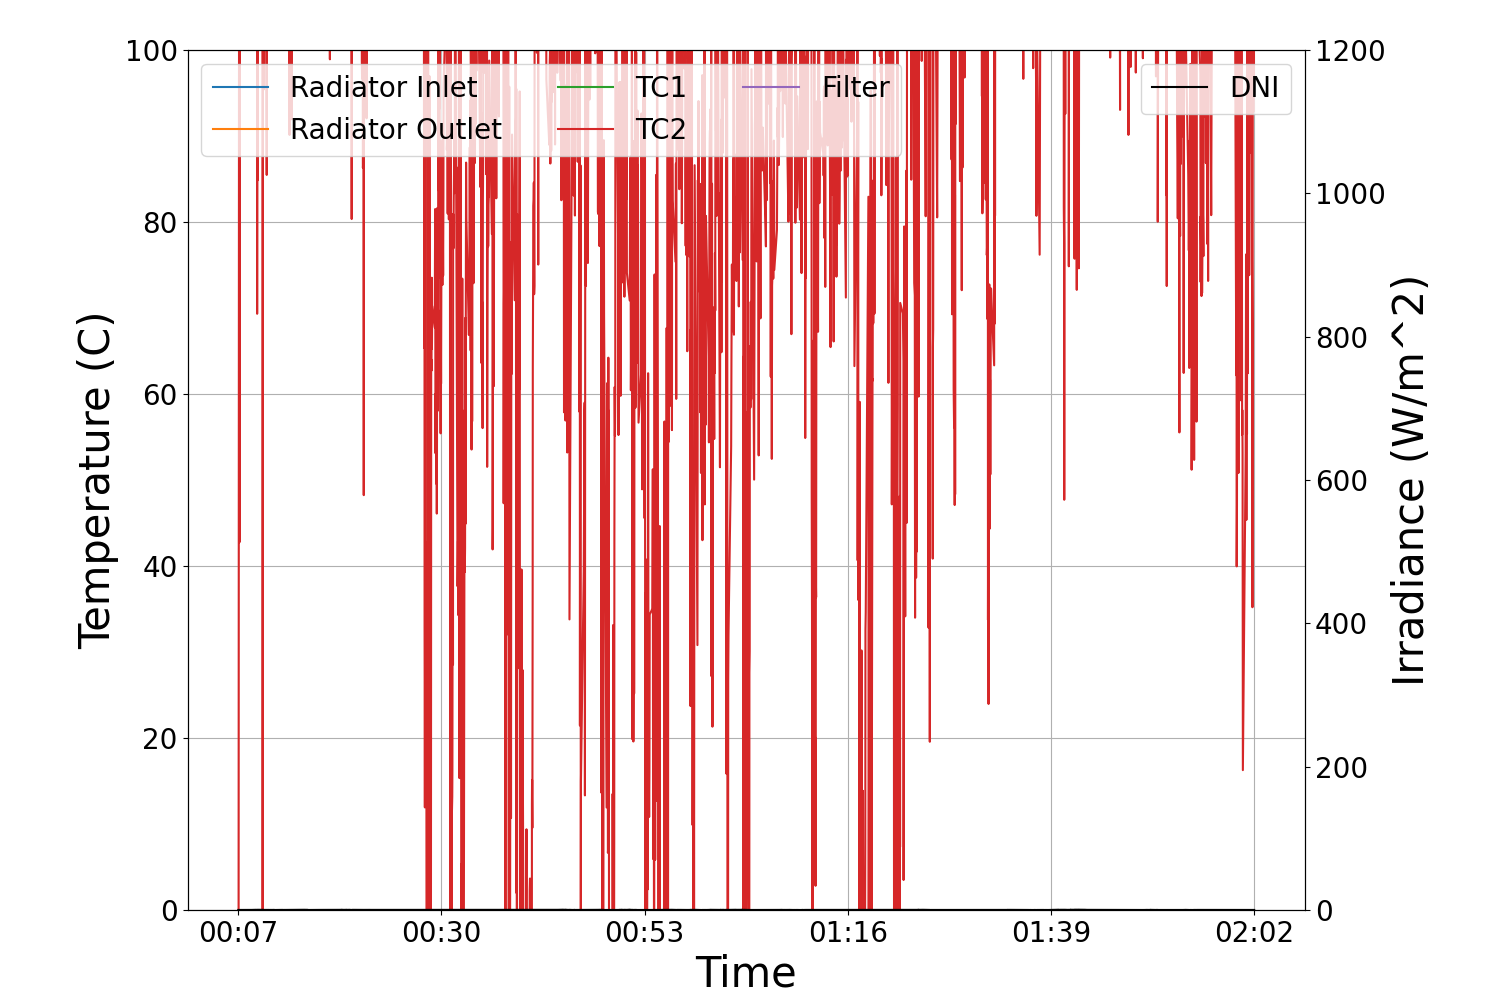 100
80
60
40
20
0
Temperature (C)
Radiator Inlet
Radiator Outlet
TC1
TC2
Filter
DNI
1200
1000
800
600
400
200
0
Irradiance (W/m^2)
00:07 00:30 00:53 01:16 01:39 02:02
Time